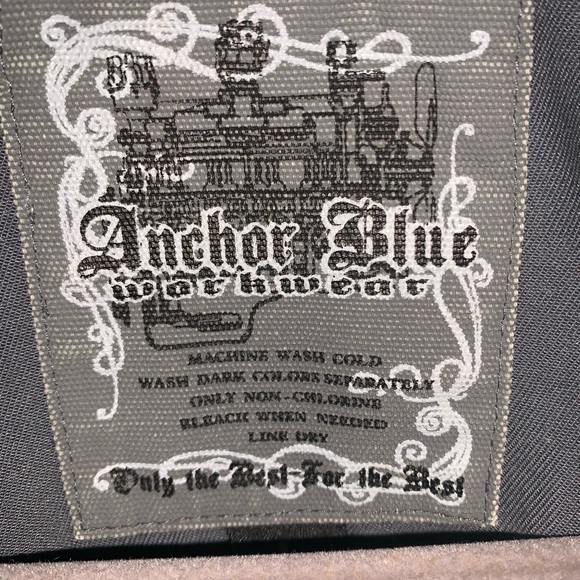 Anchor Blue
workwear
MACHINE WASH COLD
WASH DARK COLORS SEPARATELY
ONLY NON-CHLORINE
BLEACH WHEN NEEDED
LINE DRY
Only the Best-For the Best